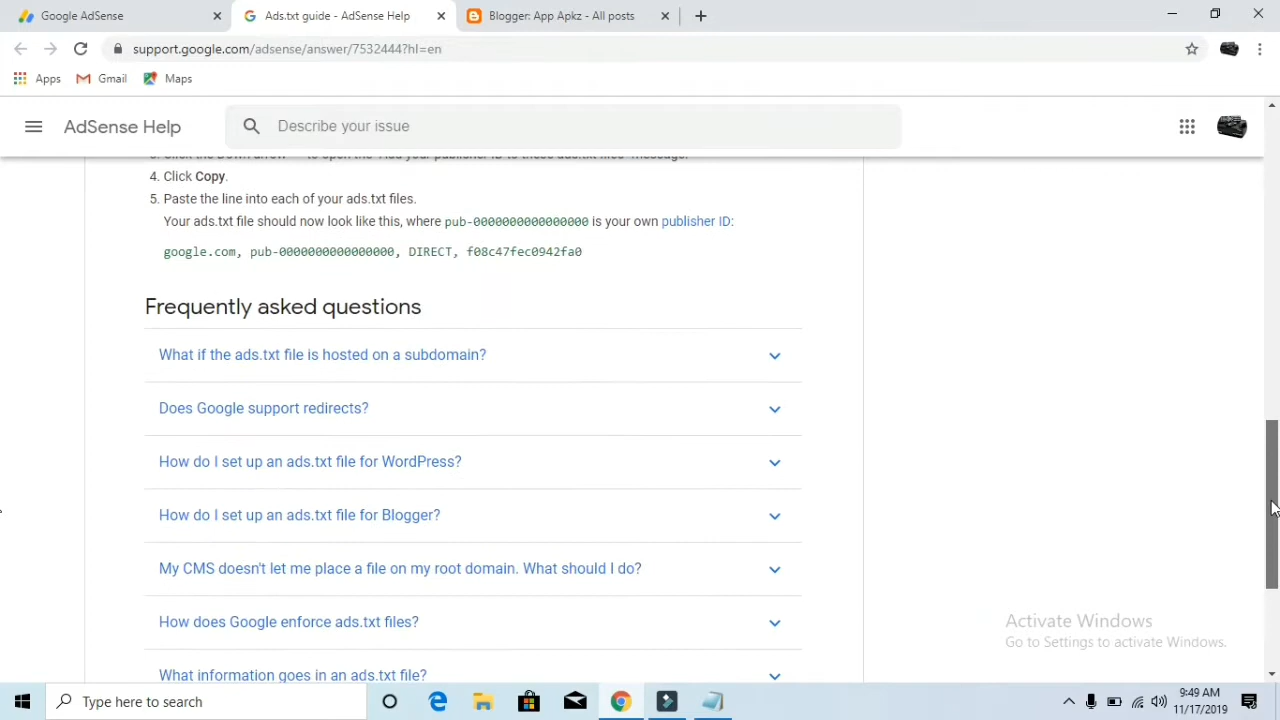 Google AdSense
Ads.txt guide - AdSense Help
Blogger: App Apkz - All posts
support.google.com/adsense/answer/7532444?hl=en
Apps
Gmail
Maps
AdSense Help
Describe your issue
4. Click Copy.
5. Paste the line into each of your ads.txt files.
Your ads.txt file should now look like this, where pub-0000000000000000 is your own publisher ID:
google.com, pub-0000000000000000, DIRECT, f08c47fec0942fa0
Frequently asked questions
What if the ads.txt file is hosted on a subdomain?
Does Google support redirects?
How do I set up an ads.txt file for WordPress?
How do I set up an ads.txt file for Blogger?
My CMS doesn't let me place a file on my root domain. What should I do?
How does Google enforce ads.txt files?
What information goes in an ads.txt file?
Activate Windows
Go to Settings to activate Windows.
Type here to search
9:49 AM
11/17/2019